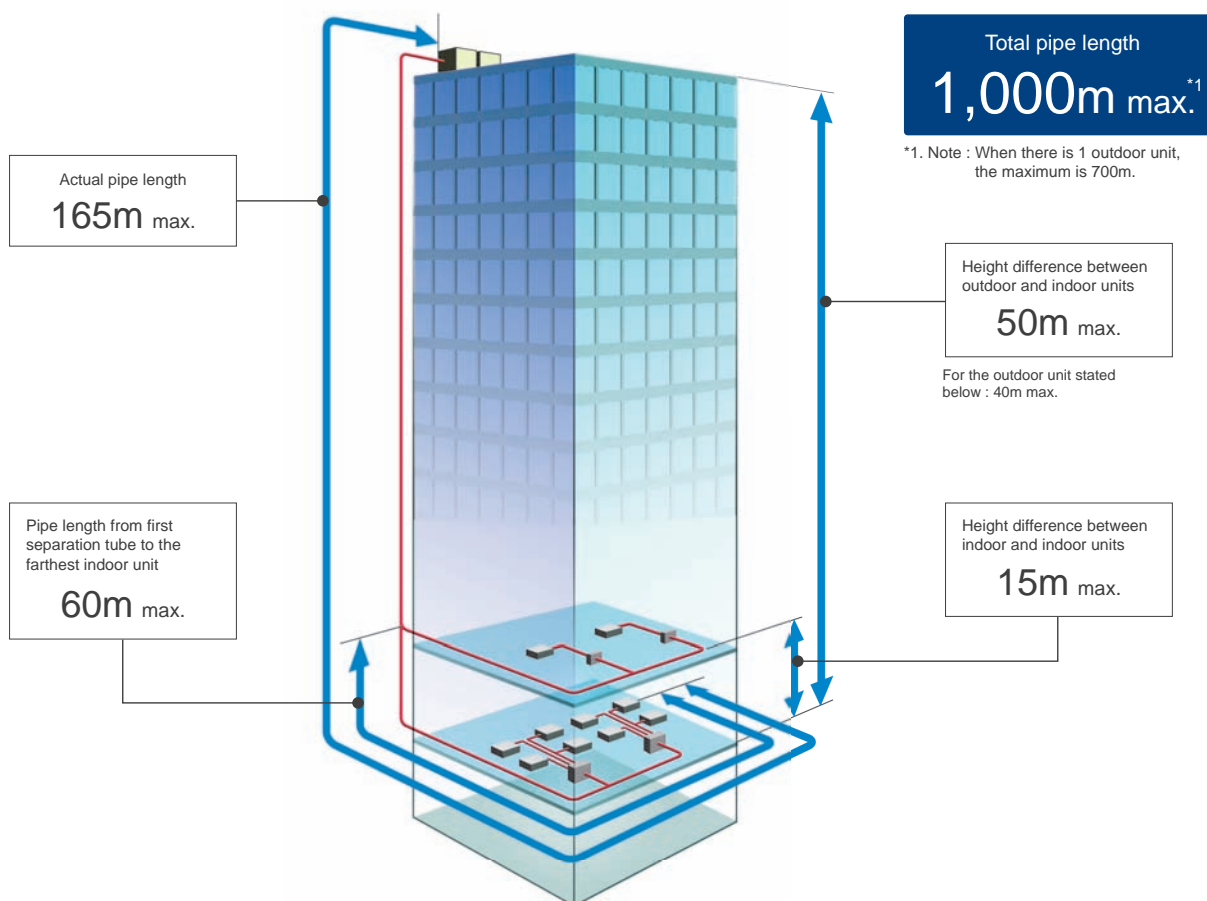 Total pipe length
1,000m max.*1
*1. Note : When there is 1 outdoor unit,
the maximum is 700m.
Actual pipe length
165m max.
Height difference between
outdoor and indoor units
50m max.
For the outdoor unit stated
below : 40m max.
Pipe length from first
separation tube to the
farthest indoor unit
60m max.
Height difference between
indoor and indoor units
15m max.